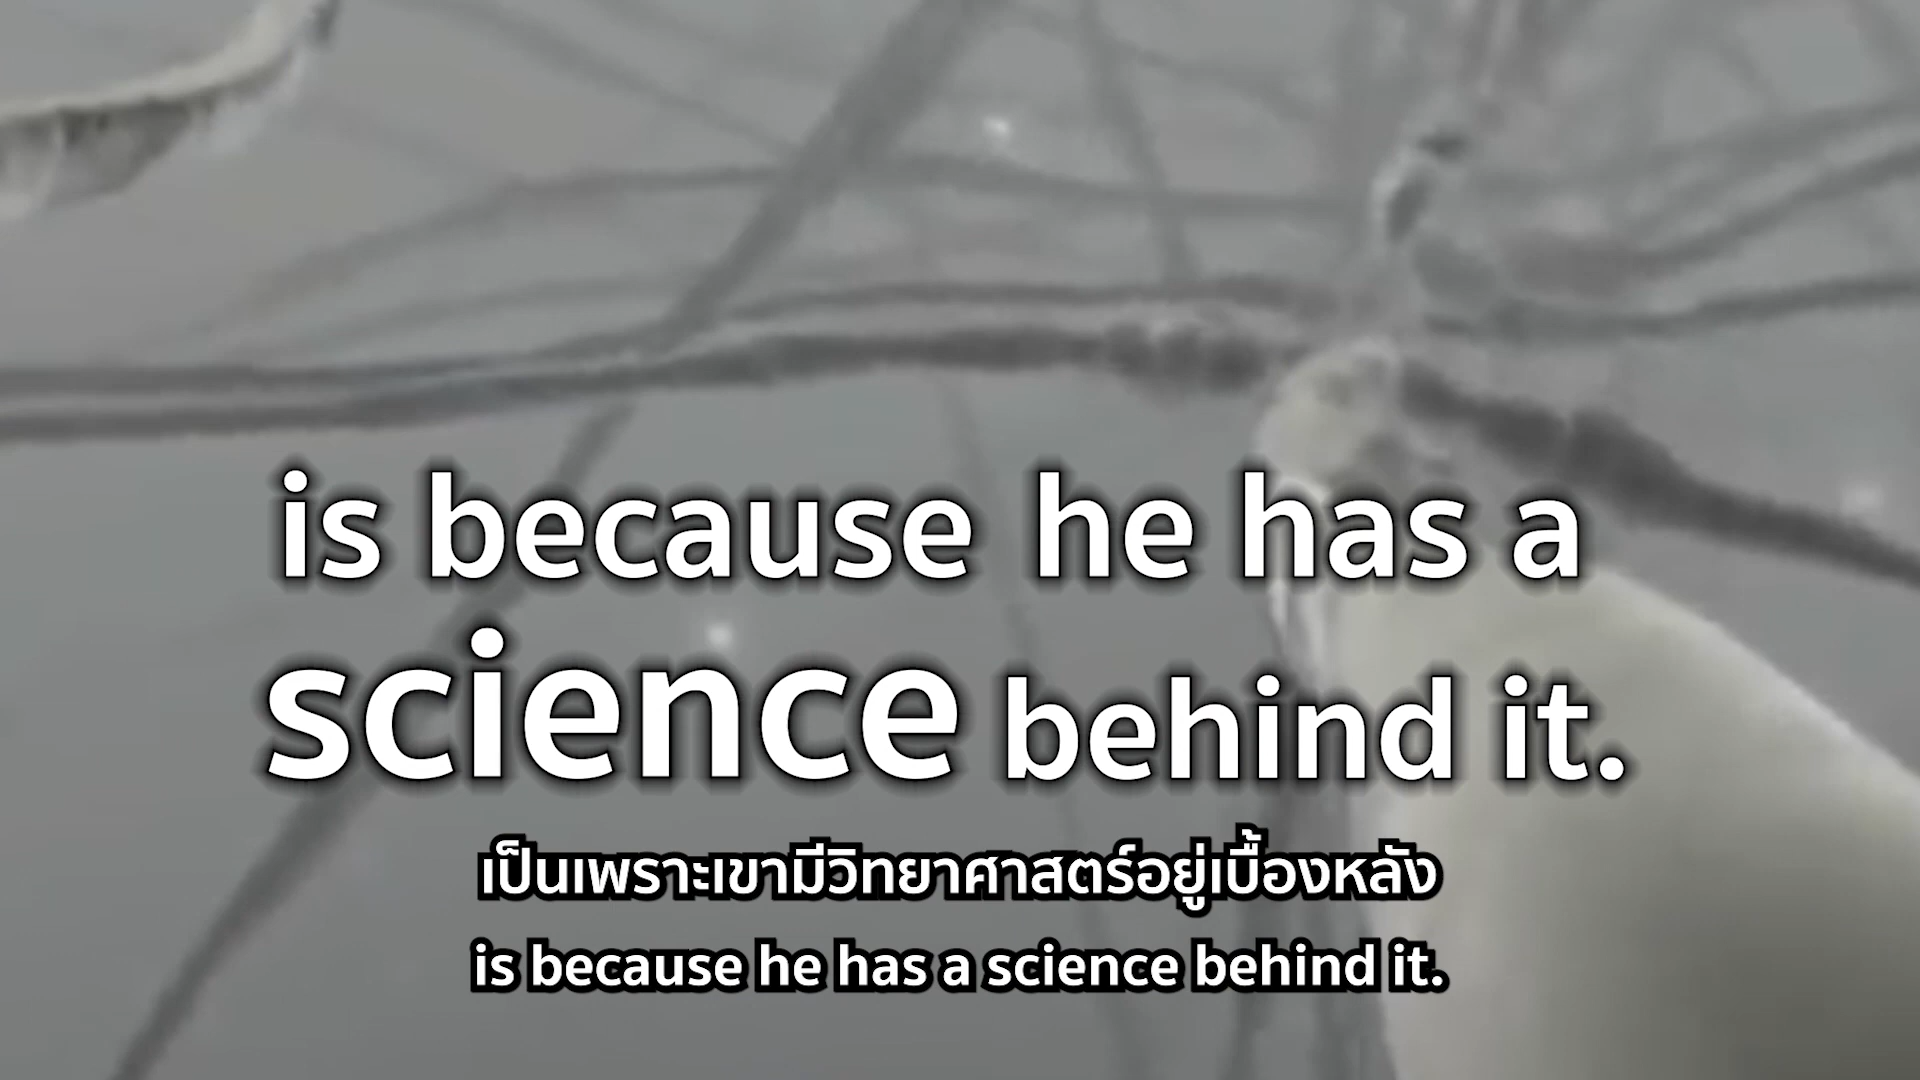 is because he has a
science behind it.
เป็นเพราะเขามีวิทยาศาสตร์อยู่เบื้องหลัง
is because he has a science behind it.